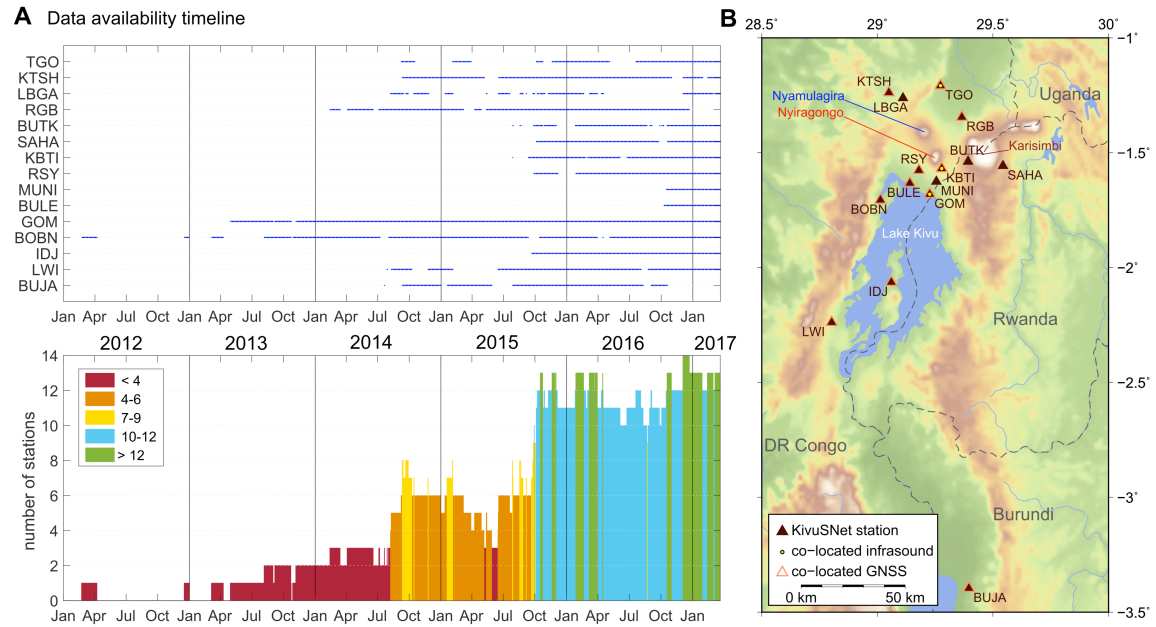 A Data availability timeline
TGO
KTSH
LBGA
RGB
BUTK
SAHA
KBTI
RSY
MUNI
BULE
GOM
BOBN
IDJ
LWI
BUJA
Jan Apr Jul Oct Jan Apr Jul Oct Jan Apr Jul Oct Jan Apr Jul Oct Jan Apr Jul Oct Jan
2012 2013 2014 2015 2016 2017
number of stations
14
12
10
8
6
4
2
0
< 4
4-6
7-9
10-12
> 12
Jan Apr Jul Oct Jan Apr Jul Oct Jan Apr Jul Oct Jan Apr Jul Oct Jan Apr Jul Oct Jan
B
28.5° 29° 29.5° 30°
−1°
−1.5°
−2°
−2.5°
−3°
−3.5°
KTSH
TGO
Uganda
Nyamulagira
LBGA
Nyiragongo
RGB
BUTK
Karisimbi
RSY
KBTI
SAHA
BULE
MUNI
BOBN
GOM
Lake Kivu
IDJ
LWI
Rwanda
DR Congo
Burundi
KivuSNet station
co−located infrasound
co−located GNSS
0 km 50 km
BUJA